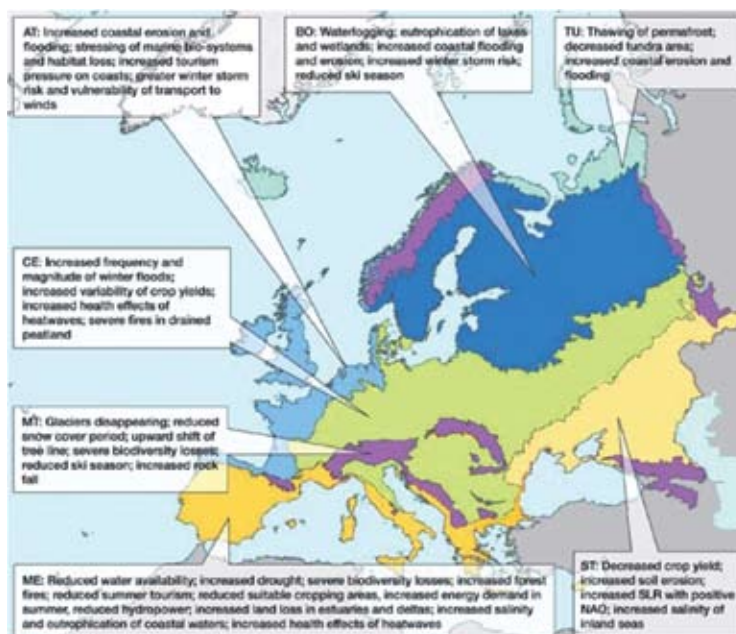 AT: Increased coastal erosion and
flooding; stressing of marine bio-systems
and habitat loss; increased tourism
pressure on coasts; greater winter storm
risk and vulnerability of transport to
winds
BO: Waterlogging; eutrophication of lakes
and wetlands; increased coastal flooding
and erosion; increased winter storm risk;
reduced ski season
TU: Thawing of permafrost;
decreased tundra area;
increased coastal erosion and
flooding
CE: Increased frequency and
magnitude of winter floods;
increased variability of crop yields;
increased health effects of
heatwaves; severe fires in drained
peatland
MT: Glaciers disappearing; reduced
snow cover period; upward shift of
tree line; severe biodiversity losses;
reduced ski season; increased rock
fall
ME: Reduced water availability; increased drought; severe biodiversity losses; increased forest
fires; reduced summer tourism; reduced suitable cropping areas, increased energy demand in
summer, reduced hydropower; increased land loss in estuaries and deltas; increased salinity
and eutrophication of coastal waters; increased health effects of heatwaves
ST: Decreased crop yield;
increased soil erosion;
increased SLR with positive
NAO; increased salinity of
inland seas